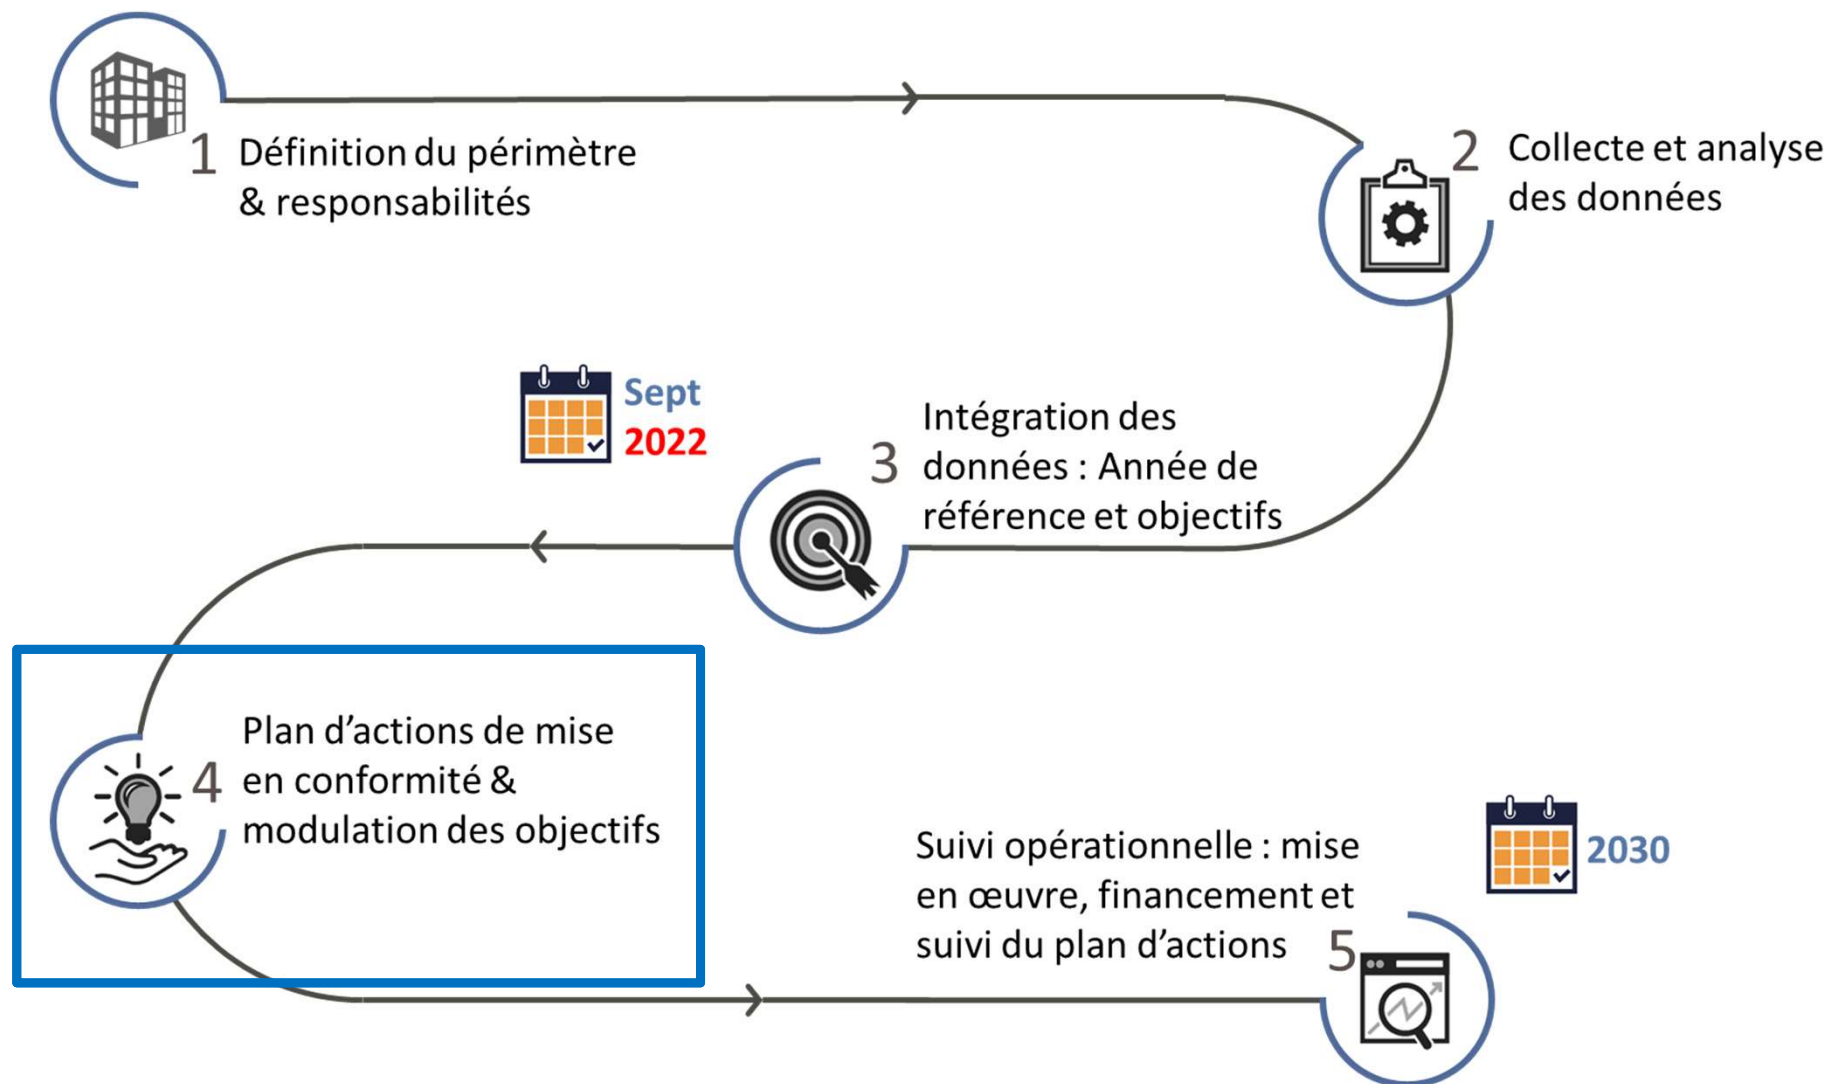 1 Définition du périmètre
& responsabilités
2 Collecte et analyse
des données
Sept
2022
3 Intégration des
données : Année de
référence et objectifs
4 Plan d’actions de mise
en conformité &
modulation des objectifs
Suivi opérationnelle : mise
en œuvre, financement et
suivi du plan d’actions 5
2030